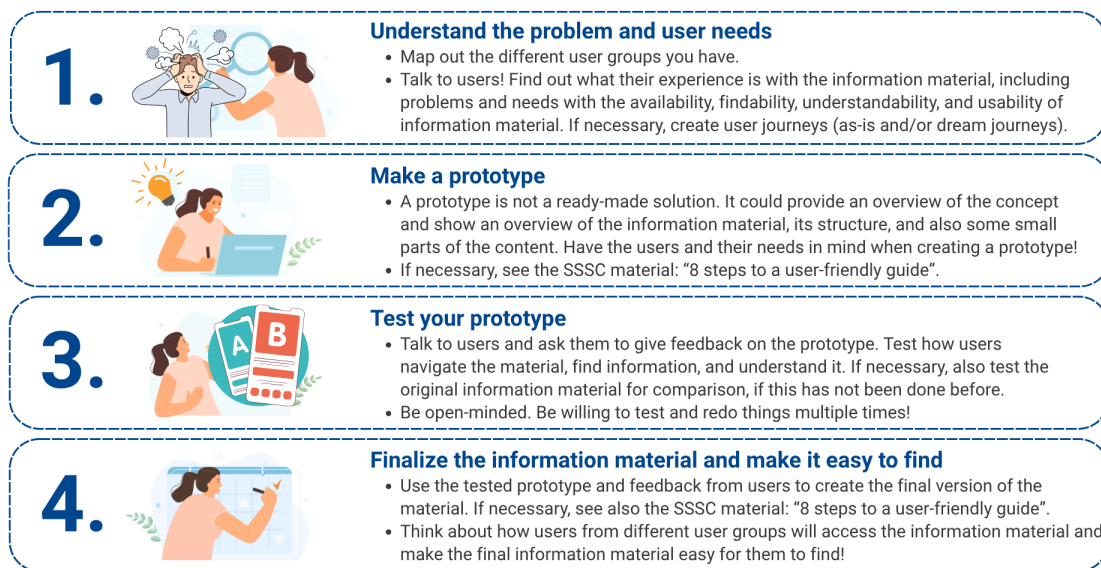 1.
Understand the problem and user needs
• Map out the different user groups you have.
• Talk to users! Find out what their experience is with the information material, including
problems and needs with the availability, findability, understandability, and usability of
information material. If necessary, create user journeys (as-is and/or dream journeys).
2.
Make a prototype
• A prototype is not a ready-made solution. It could provide an overview of the concept
and show an overview of the information material, its structure, and also some small
parts of the content. Have the users and their needs in mind when creating a prototype!
• If necessary, see the SSSC material: “8 steps to a user-friendly guide”.
3.
A
B
Test your prototype
• Talk to users and ask them to give feedback on the prototype. Test how users
navigate the material, find information, and understand it. If necessary, also test the
original information material for comparison, if this has not been done before.
• Be open-minded. Be willing to test and redo things multiple times!
4.
Finalize the information material and make it easy to find
• Use the tested prototype and feedback from users to create the final version of the
material. If necessary, see also the SSSC material: “8 steps to a user-friendly guide”.
• Think about how users from different user groups will access the information material and
make the final information material easy for them to find!